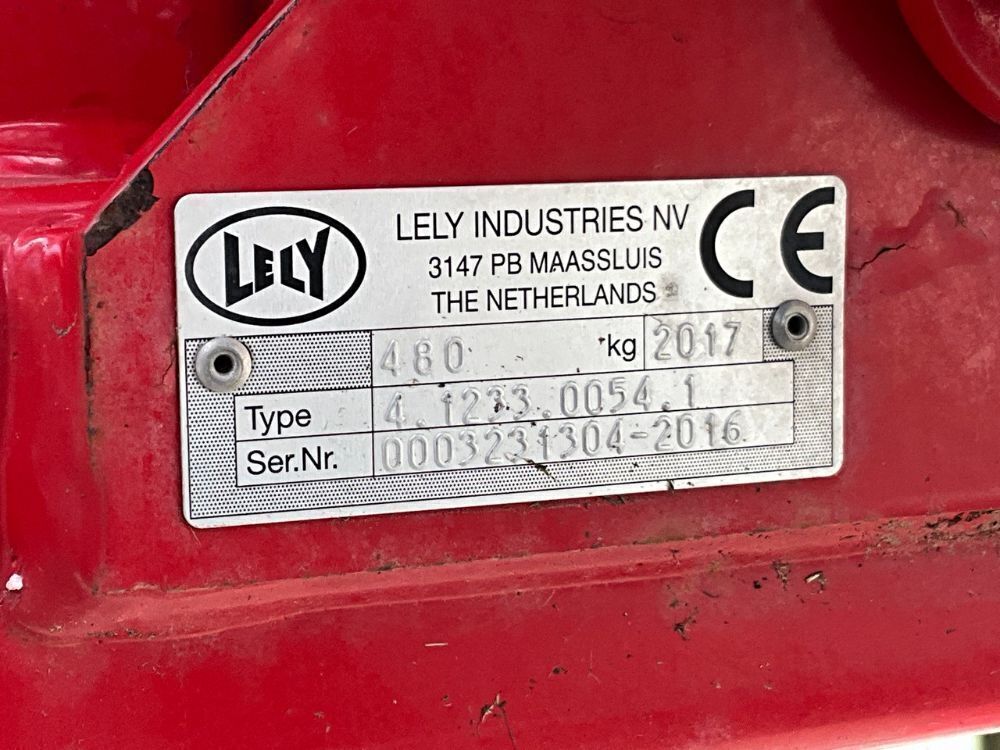 LELY
LELY INDUSTRIES NV
3147 PB MAASSLUIS
THE NETHERLANDS
CE
480 kg 2017
Type 4.1233.0054.1
Ser.Nr. 0003231304-2016